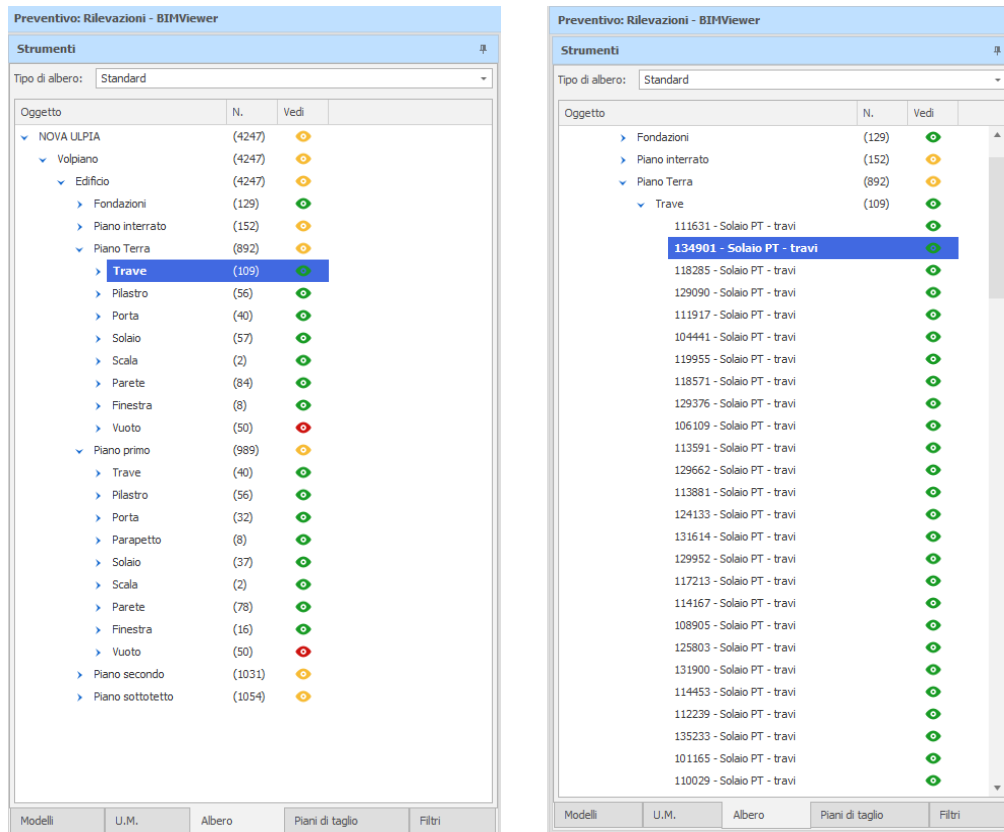 Preventivo: Rilevazioni - BIMViewer
Strumenti
Tipo di albero: Standard
Oggetto N. Vedi
NOVA ULPIA (4247)
Volpiano (4247)
Edificio (4247)
Fondazioni (129)
Piano interrato (152)
Piano Terra (892)
Trave (109)
Pilastro (56)
Porta (40)
Solaio (57)
Scala (2)
Parete (84)
Finestra (8)
Vuoto (50)
Piano primo (989)
Trave (40)
Pilastro (56)
Porta (32)
Parapetto (8)
Solaio (37)
Scala (2)
Parete (78)
Finestra (16)
Vuoto (50)
Piano secondo (1031)
Piano sottotetto (1054)
Modelli U.M. Albero Piani di taglio Filtri
Preventivo: Rilevazioni - BIMViewer
Strumenti
Tipo di albero: Standard
Oggetto N. Vedi
Fondazioni (129)
Piano interrato (152)
Piano Terra (892)
Trave (109)
111631 - Solaio PT - travi
134901 - Solaio PT - travi
118285 - Solaio PT - travi
129090 - Solaio PT - travi
111917 - Solaio PT - travi
104441 - Solaio PT - travi
119955 - Solaio PT - travi
118571 - Solaio PT - travi
129376 - Solaio PT - travi
106109 - Solaio PT - travi
113591 - Solaio PT - travi
129662 - Solaio PT - travi
113881 - Solaio PT - travi
124133 - Solaio PT - travi
131614 - Solaio PT - travi
129952 - Solaio PT - travi
117213 - Solaio PT - travi
114167 - Solaio PT - travi
108905 - Solaio PT - travi
125803 - Solaio PT - travi
131900 - Solaio PT - travi
114453 - Solaio PT - travi
112239 - Solaio PT - travi
135233 - Solaio PT - travi
101165 - Solaio PT - travi
110029 - Solaio PT - travi
Modelli U.M. Albero Piani di taglio Filtri